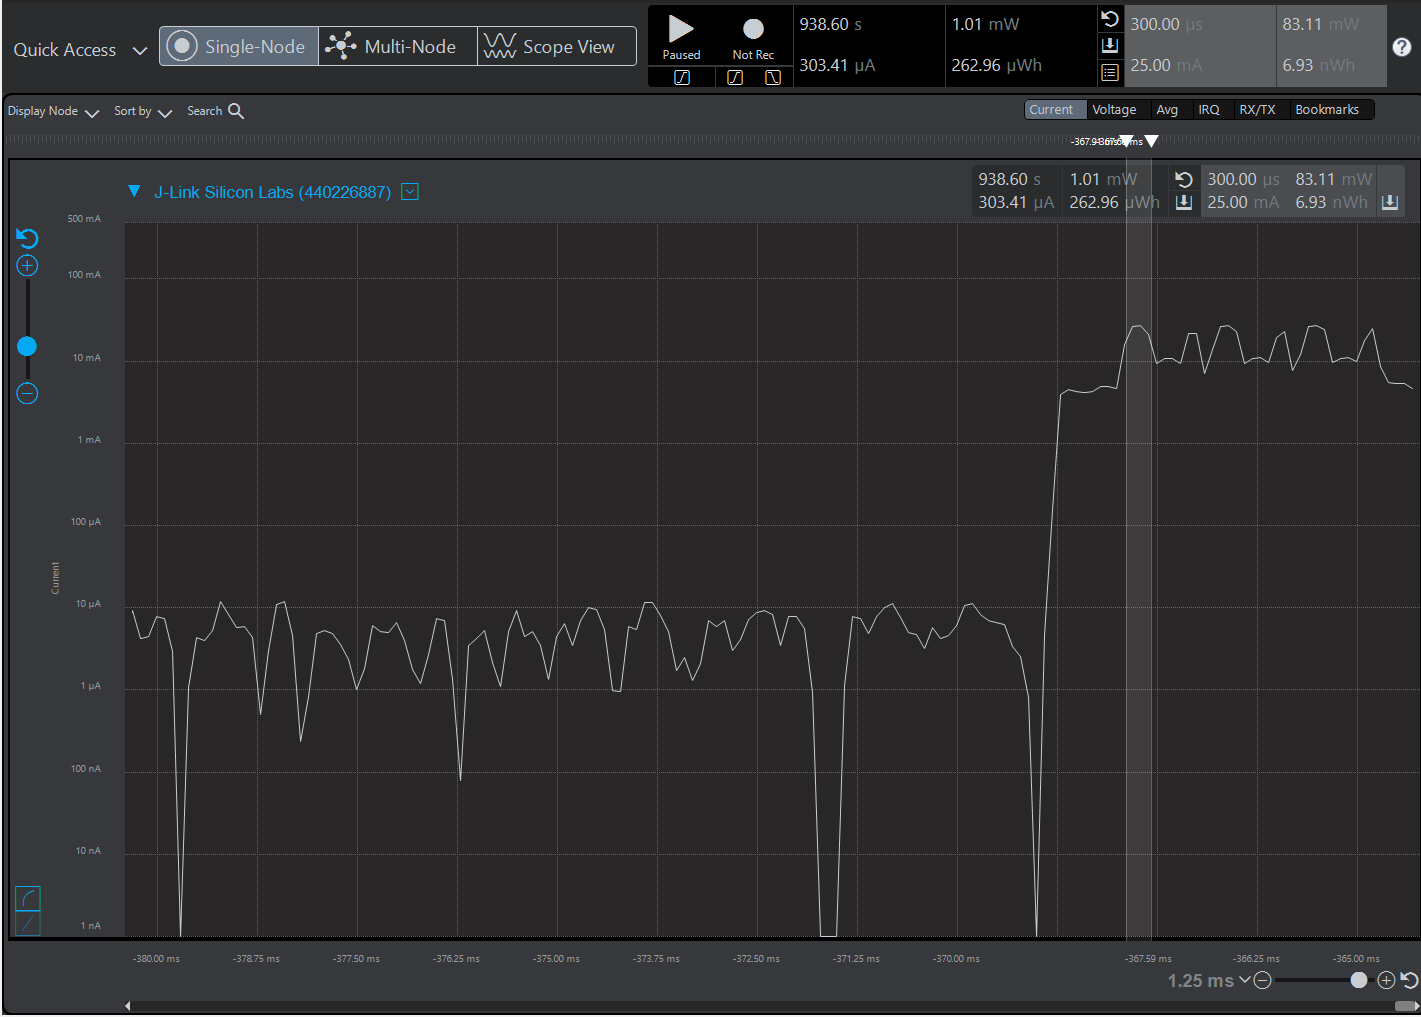 Quick Access
Single-Node
Multi-Node
Scope View
Paused
Not Rec
938.60 s
1.01 mW
303.41 µA
262.96 µWh
300.00 µs
83.11 mW
25.00 mA
6.93 nWh
Display Node
Sort by
Search
Current
Voltage
Avg
IRQ
RX/TX
Bookmarks
J-Link Silicon Labs (440226887)
938.60 s
1.01 mW
300.00 µs
83.11 mW
303.41 µA
262.96 µWh
25.00 mA
6.93 nWh
500 mA
100 mA
10 mA
1 mA
100 µA
Current
10 µA
1 µA
100 nA
10 nA
1 nA
-380.00 ms
-378.75 ms
-377.50 ms
-376.25 ms
-375.00 ms
-373.75 ms
-372.50 ms
-371.25 ms
-370.00 ms
-367.59 ms
-366.25 ms
-365.00 ms
1.25 ms